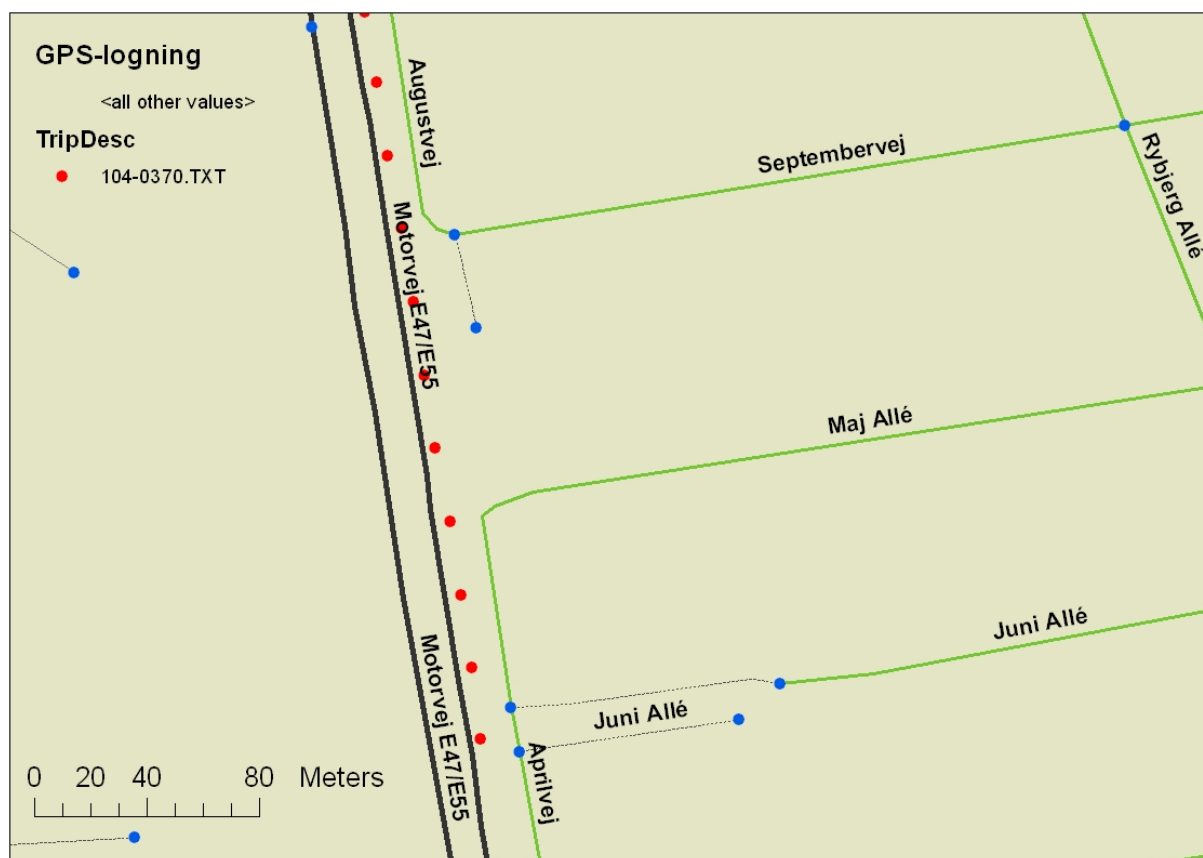 GPS-logning
<all other values>
TripDesc
104-0370.TXT
Augustvej
Septembervej
Rybjerg Allé
Motorvej E47/E55
Maj Allé
Juni Allé
Motorvej E47/E55
Juni Allé
Aprilvej
0 20 40 80 Meters